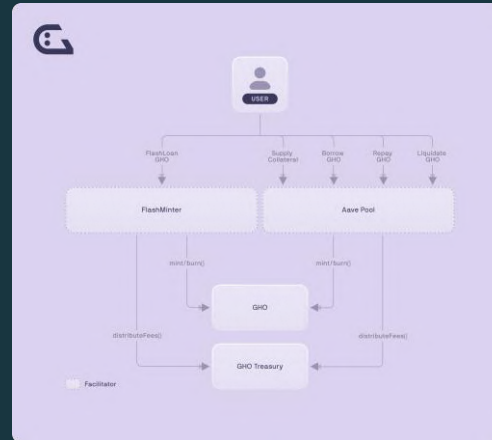 USER
FlashLoan
GHO
Supply
Collateral
Borrow
GHO
Repay
GHO
Liquidate
GHO
FlashMinter
Aave Pool
mint/burn()
mint/burn()
GHO
distributeFees()
distributeFees()
GHO Treasury
Facilitator